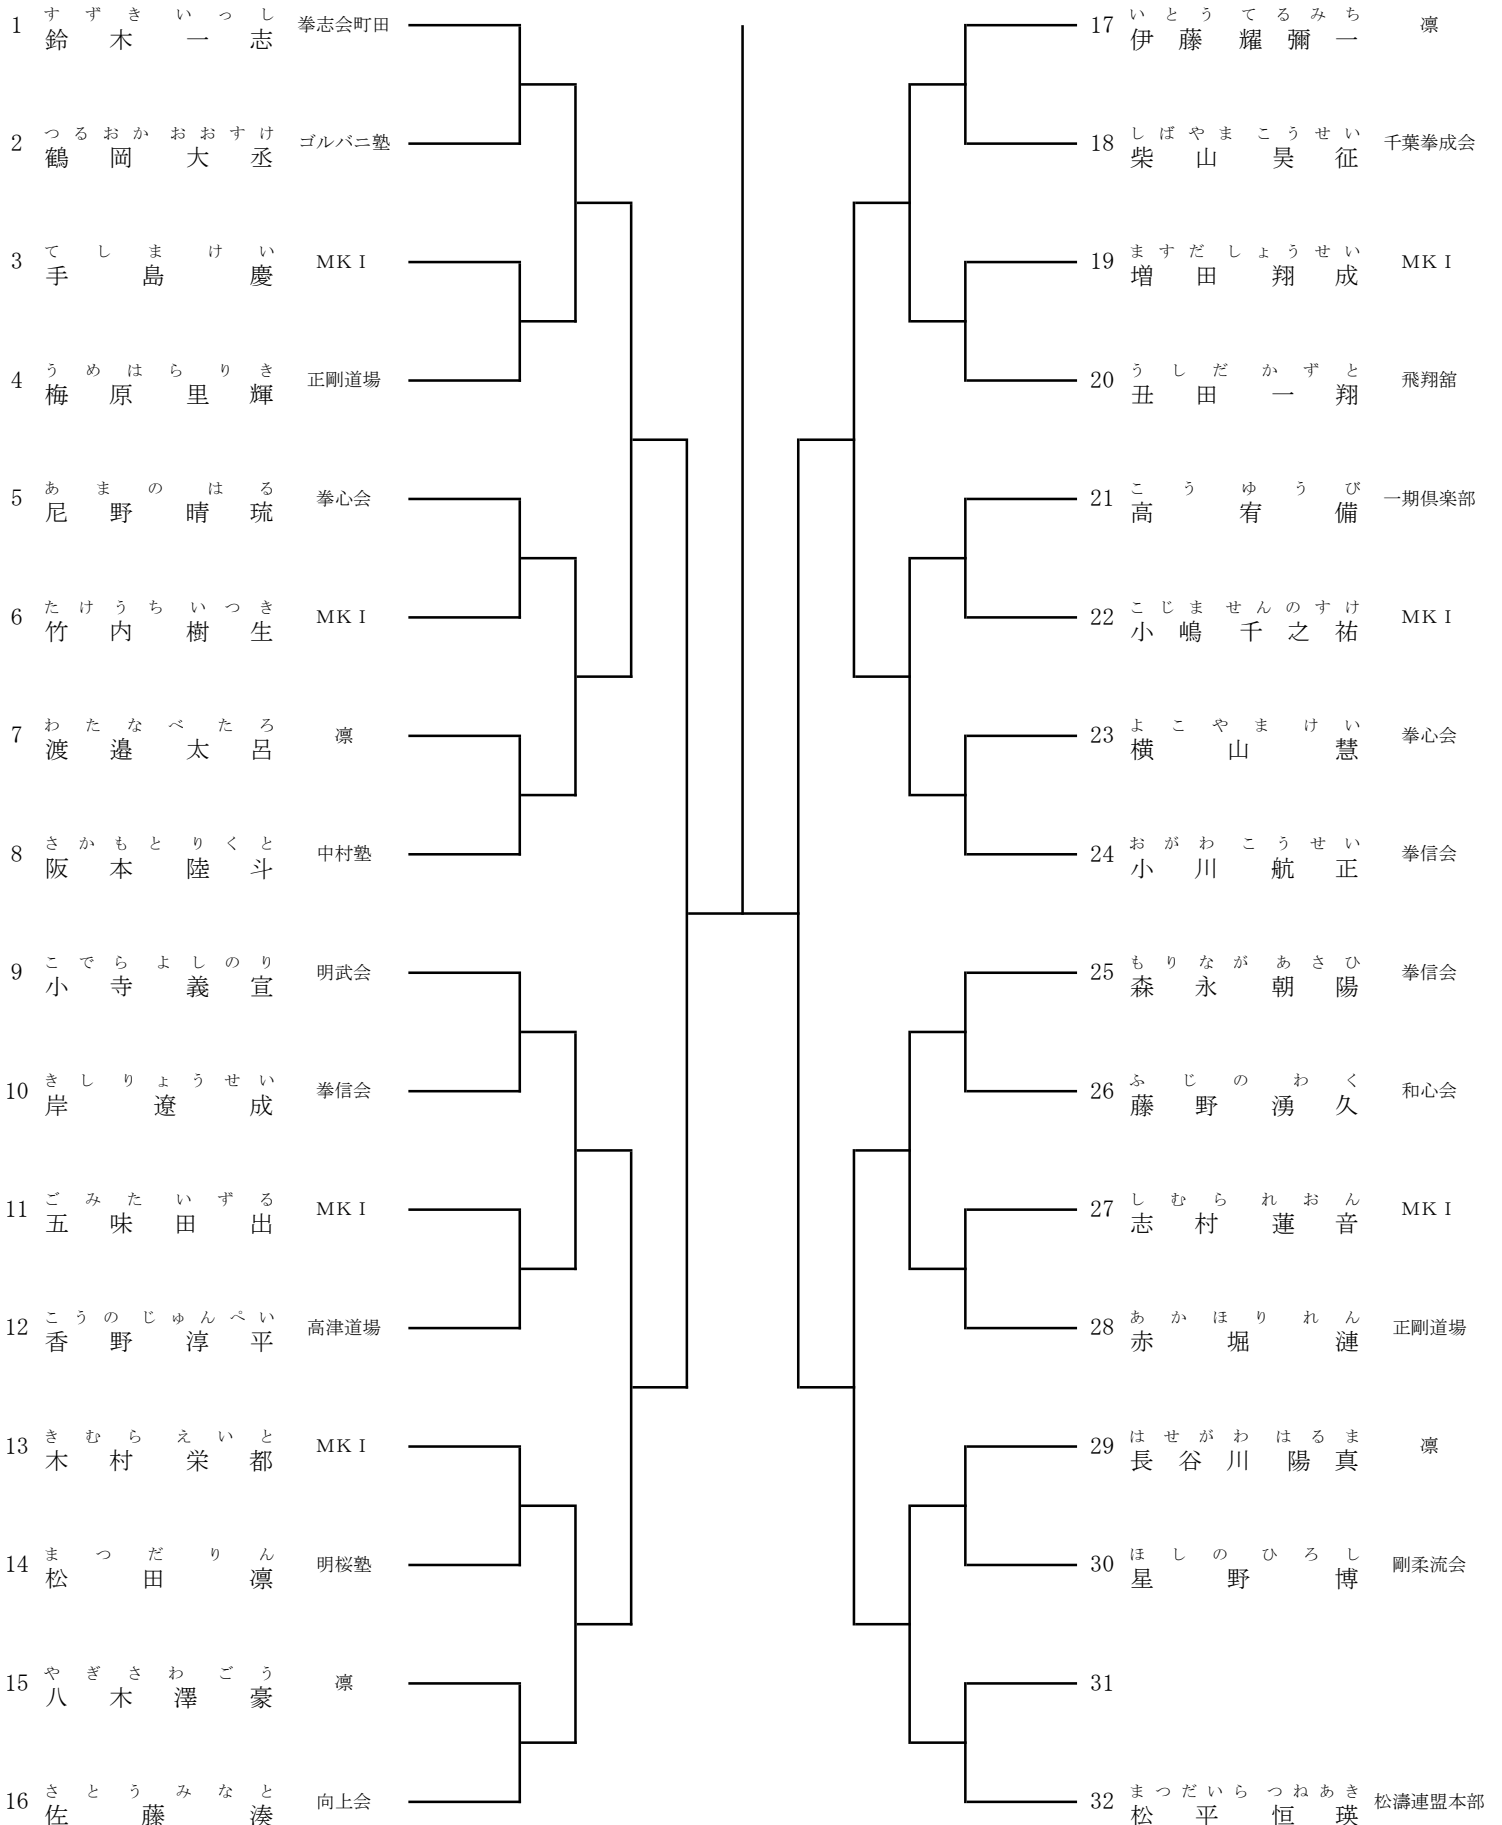 すずきいっし
1 鈴木一志 拳志会町田
つるおかおおすけ
2 鶴岡大丞 ゴルバニ塾
てしまけい
3 手島慶 MKI
うめはらりき
4 梅原里輝 正剛道場
あまのはる
5 尼野晴琉 拳心会
たけうちいつき
6 竹内樹生 MKI
わたなべたろ
7 渡邉太呂 凛
さかもとりくと
8 阪本陸斗 中村塾
こでらよしのり
9 小寺義宣 明武会
きしりょうせい
10 岸遼成 拳信会
ごみたいずる
11 五味田出 MKI
こうのじゅんぺい
12 香野淳平 高津道場
きむらえいと
13 木村栄都 MKI
まつだりん
14 松田凛 明桜塾
やぎさわごう
15 八木澤豪 凛
さとうみなと
16 佐藤湊 向上会
いとうてるみち
17 伊藤耀彌一 凛
しばやまこうせい
18 柴山昊征 千葉拳成会
ますだしょうせい
19 増田翔成 MKI
うしだかずと
20 丑田一翔 飛翔舘
こうゆうび
21 高宥備 一期倶楽部
こじませんのすけ
22 小嶋千之祐 MKI
よこやまけい
23 横山慧 拳心会
おがわこうせい
24 小川航正 拳信会
もりながあさひ
25 森永朝陽 拳信会
ふじのわく
26 藤野湧久 和心会
しむられおん
27 志村蓮音 MKI
あかほりれん
28 赤堀漣 正剛道場
はせがわはるま
29 長谷川陽真 凛
ほしのひろし
30 星野博 剛柔流会
31
まつだいらつねあき
32 松平恒瑛 松濤連盟本部